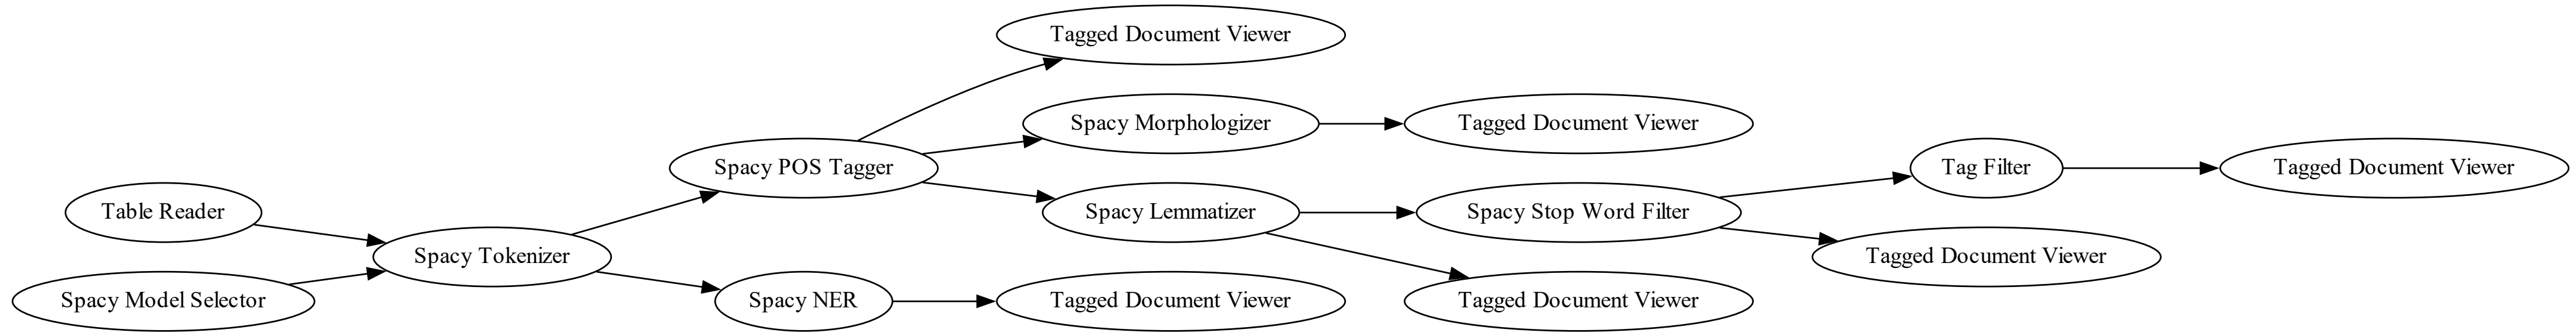 Tagged Document Viewer
Spacy Morphologizer
Tagged Document Viewer
Spacy POS Tagger
Tag Filter
Tagged Document Viewer
Table Reader
Spacy Lemmatizer
Spacy Stop Word Filter
Spacy Tokenizer
Tagged Document Viewer
Spacy Model Selector
Spacy NER
Tagged Document Viewer
Tagged Document Viewer